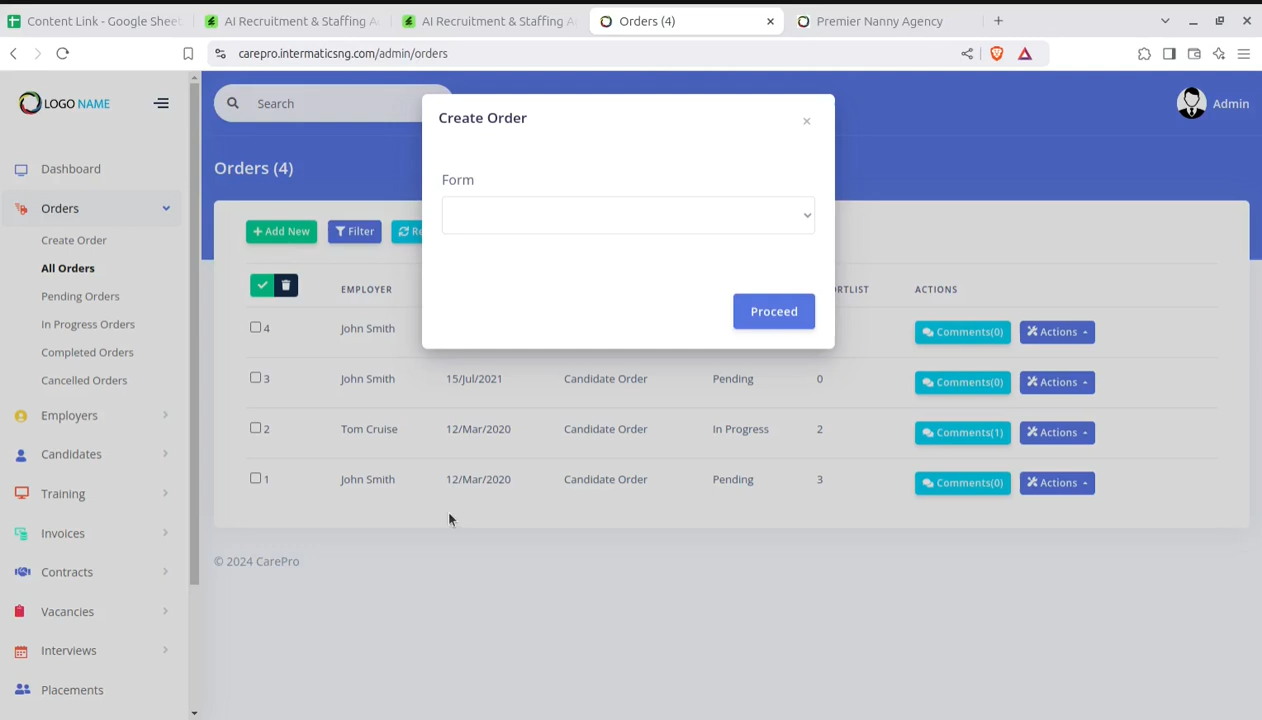 Content Link - Google Sheet
AI Recruitment & Staffing A
AI Recruitment & Staffing A
Orders (4)
Premier Nanny Agency
carepro.intermaticsng.com/admin/orders
LOGO NAME
Search
Admin
Create Order
×
Dashboard
Orders (4)
Form
Orders
+ Add New
Filter
Re
Create Order
All Orders
EMPLOYER
RTLIST
ACTIONS
Pending Orders
In Progress Orders
Proceed
4
John Smith
Comments(0)
Actions
Completed Orders
Cancelled Orders
3
John Smith
15/Jul/2021
Candidate Order
Pending
0
Comments(0)
Actions
Employers
2
Tom Cruise
12/Mar/2020
Candidate Order
In Progress
2
Comments(1)
Actions
Candidates
1
John Smith
12/Mar/2020
Candidate Order
Pending
3
Comments(0)
Actions
Training
Invoices
© 2024 CarePro
Contracts
Vacancies
Interviews
Placements